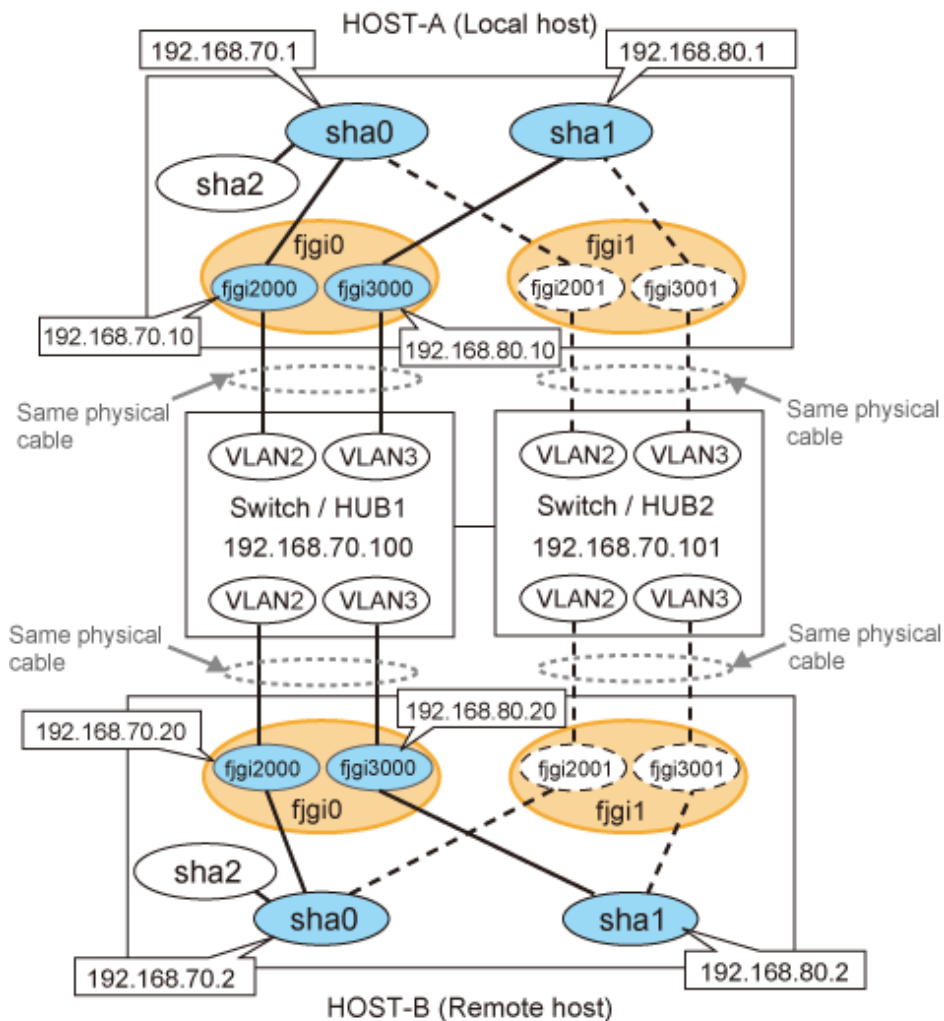 HOST-A (Local host)
192.168.70.1
192.168.80.1
sha0
sha1
sha2
fjgi0
fjgi1
fjgi2000
fjgi3000
fjgi2001
fjgi3001
192.168.70.10
192.168.80.10
Same physical
cable
Same physical
cable
VLAN2
VLAN3
VLAN2
VLAN3
Switch / HUB1
Switch / HUB2
192.168.70.100
192.168.70.101
VLAN2
VLAN3
VLAN2
VLAN3
Same physical
cable
Same physical
cable
192.168.70.20
192.168.80.20
fjgi2000
fjgi3000
fjgi2001
fjgi3001
fjgi0
fjgi1
sha2
sha0
sha1
192.168.70.2
192.168.80.2
HOST-B (Remote host)